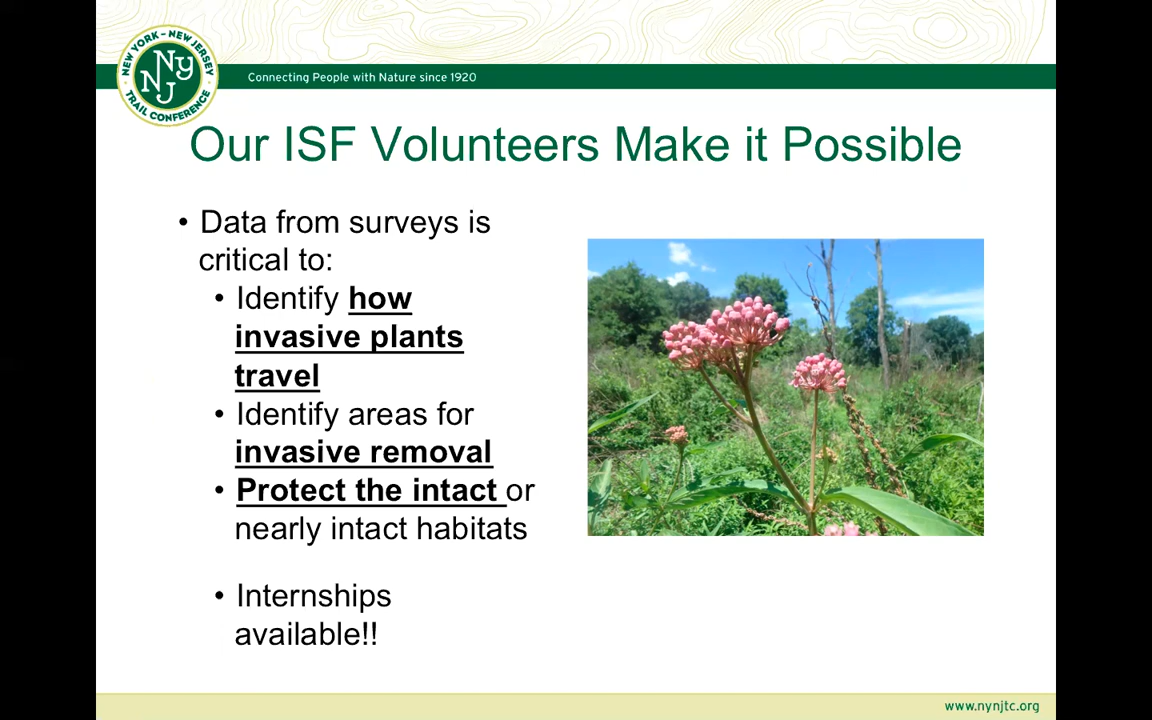 NEW YORK - NEW JERSEY
NY
NJ
TRAIL CONFERENCE
Connecting People with Nature since 1920
Our ISF Volunteers Make it Possible
• Data from surveys is
critical to:
• Identify how
invasive plants
travel
• Identify areas for
invasive removal
• Protect the intact or
nearly intact habitats
• Internships
available!!
www.nynjtc.org